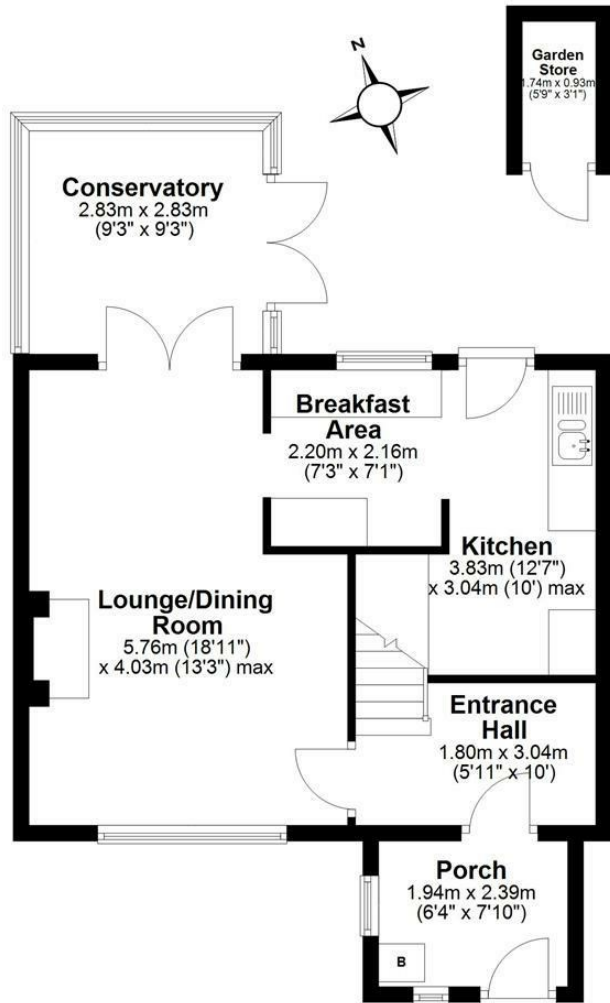 Garden
Store
1.74m x 0.93m
(5'9" x 3'1")
N
Conservatory
2.83m x 2.83m
(9'3" x 9'3")
Breakfast
Area
2.20m x 2.16m
(7'3" x 7'1")
Kitchen
3.83m (12'7")
x 3.04m (10') max
Lounge/Dining
Room
5.76m (18'11")
x 4.03m (13'3") max
Entrance
Hall
1.80m x 3.04m
(5'11" x 10')
Porch
1.94m x 2.39m
(6'4" x 7'10")
B